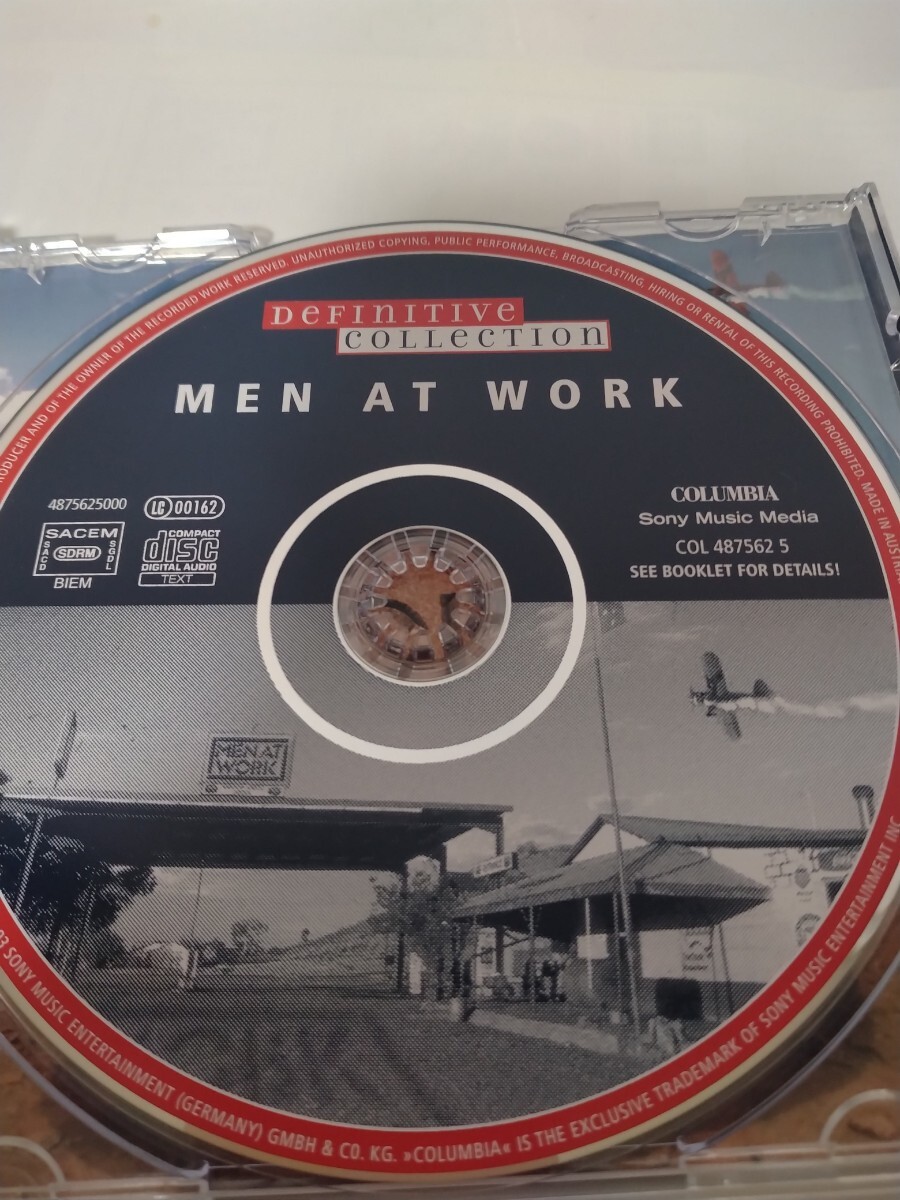 PRODUCER AND OF THE OWNER OF THE RECORDED WORK RESERVED. UNAUTHORIZED COPYING, PUBLIC PERFORMANCE, BROADCASTING, HIRING OR RENTAL OF THIS RECORDING PROHIBITED. MADE IN AUSTRIA
DEFINITIVE
COLLECTION
MEN AT WORK
4875625000
LC 00162
SACEM
SACD
SDRM
SGDL
BIEM
COMPACT
disc
DIGITAL AUDIO
TEXT
COLUMBIA
Sony Music Media
COL 487562 5
SEE BOOKLET FOR DETAILS!
MEN AT
WORK
03 SONY MUSIC ENTERTAINMENT (GERMANY) GMBH & CO. KG. »COLUMBIA« IS THE EXCLUSIVE TRADEMARK OF SONY MUSIC ENTERTAINMENT INC